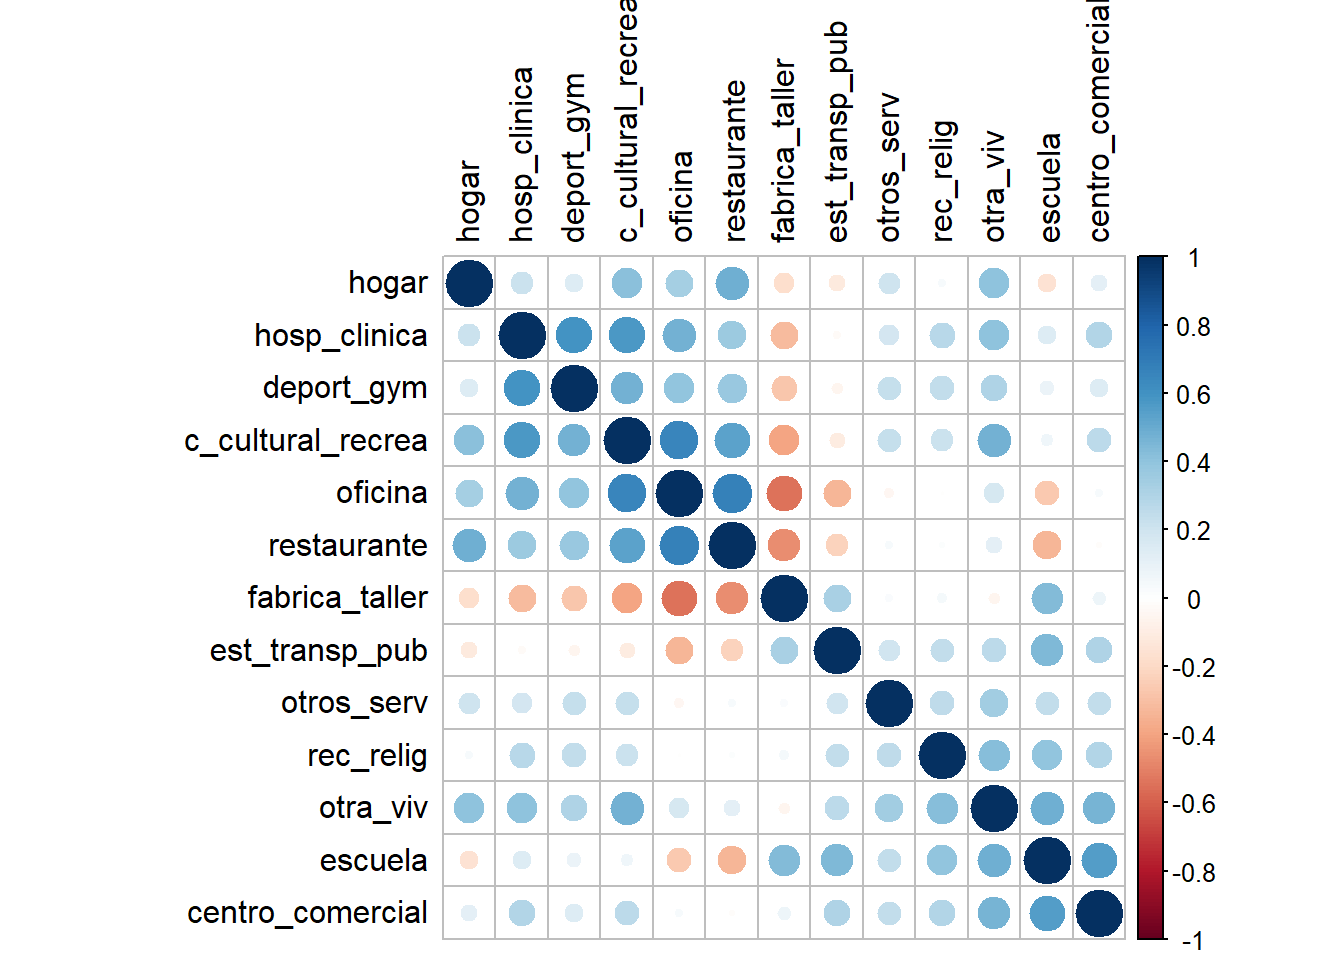 hogar
hosp_clinica
deport_gym
c_cultural_recrea
oficina
restaurante
fabrica_taller
est_transp_pub
otros_serv
rec_relig
otra_viv
escuela
centro_comercial
hogar
hosp_clinica
deport_gym
c_cultural_recrea
oficina
restaurante
fabrica_taller
est_transp_pub
otros_serv
rec_relig
otra_viv
escuela
centro_comercial
1
0.8
0.6
0.4
0.2
0
-0.2
-0.4
-0.6
-0.8
-1